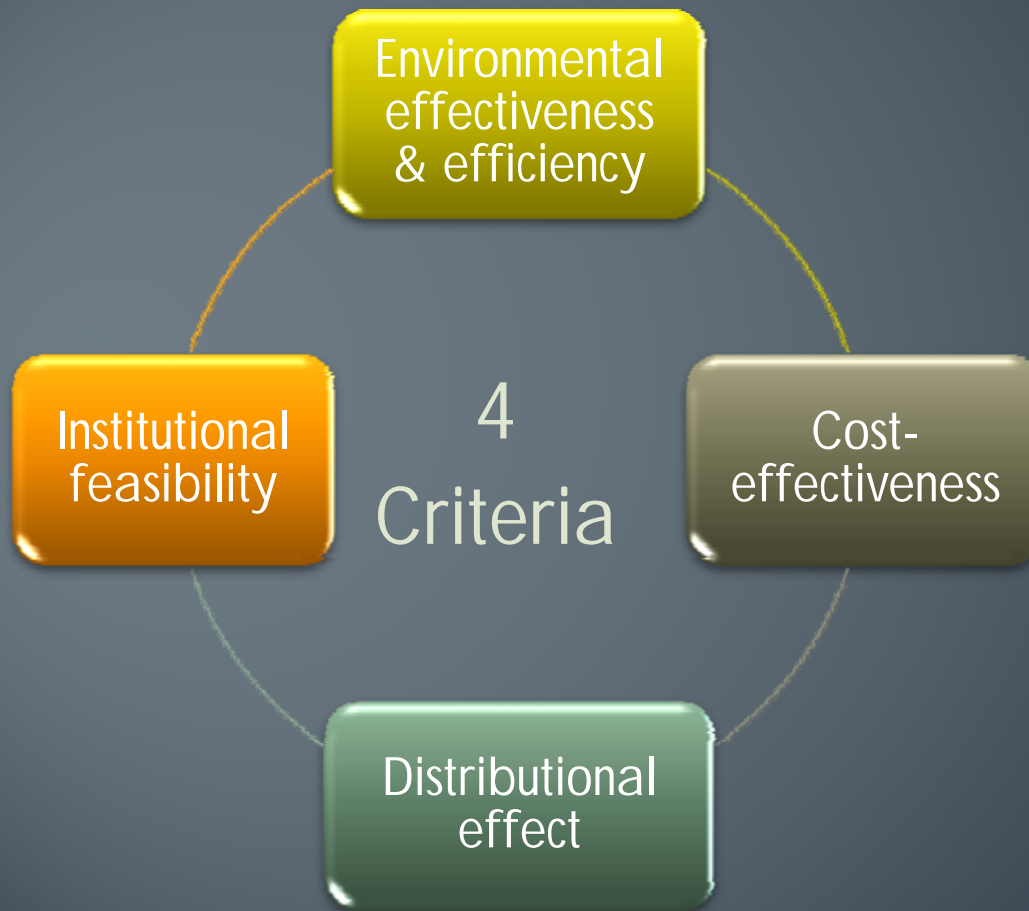 Environmental
effectiveness
& efficiency
Institutional
feasibility
4
Criteria
Cost-
effectiveness
Distributional
effect